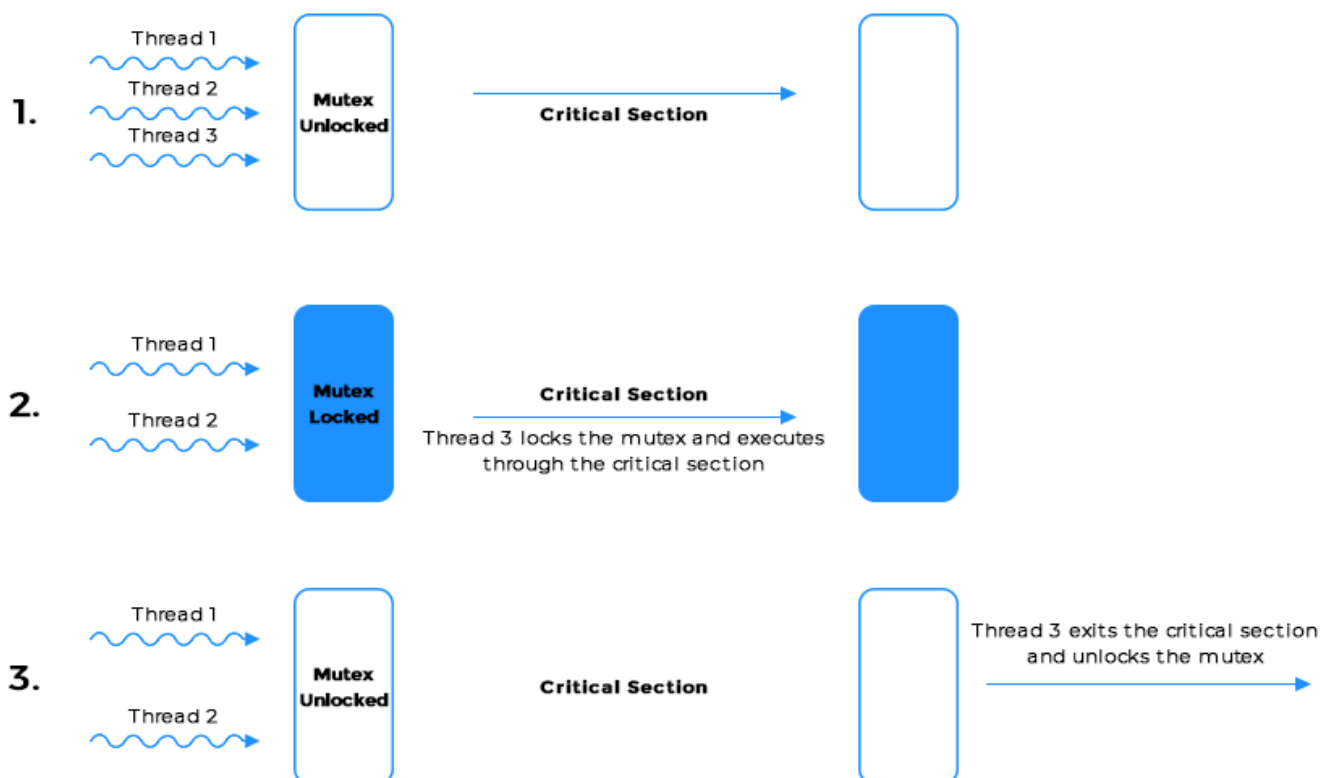 1.
Thread 1
Thread 2
Thread 3
Mutex
Unlocked
Critical Section
2.
Thread 1
Thread 2
Mutex
Locked
Critical Section
Thread 3 locks the mutex and executes
through the critical section
3.
Thread 1
Thread 2
Mutex
Unlocked
Critical Section
Thread 3 exits the critical section
and unlocks the mutex